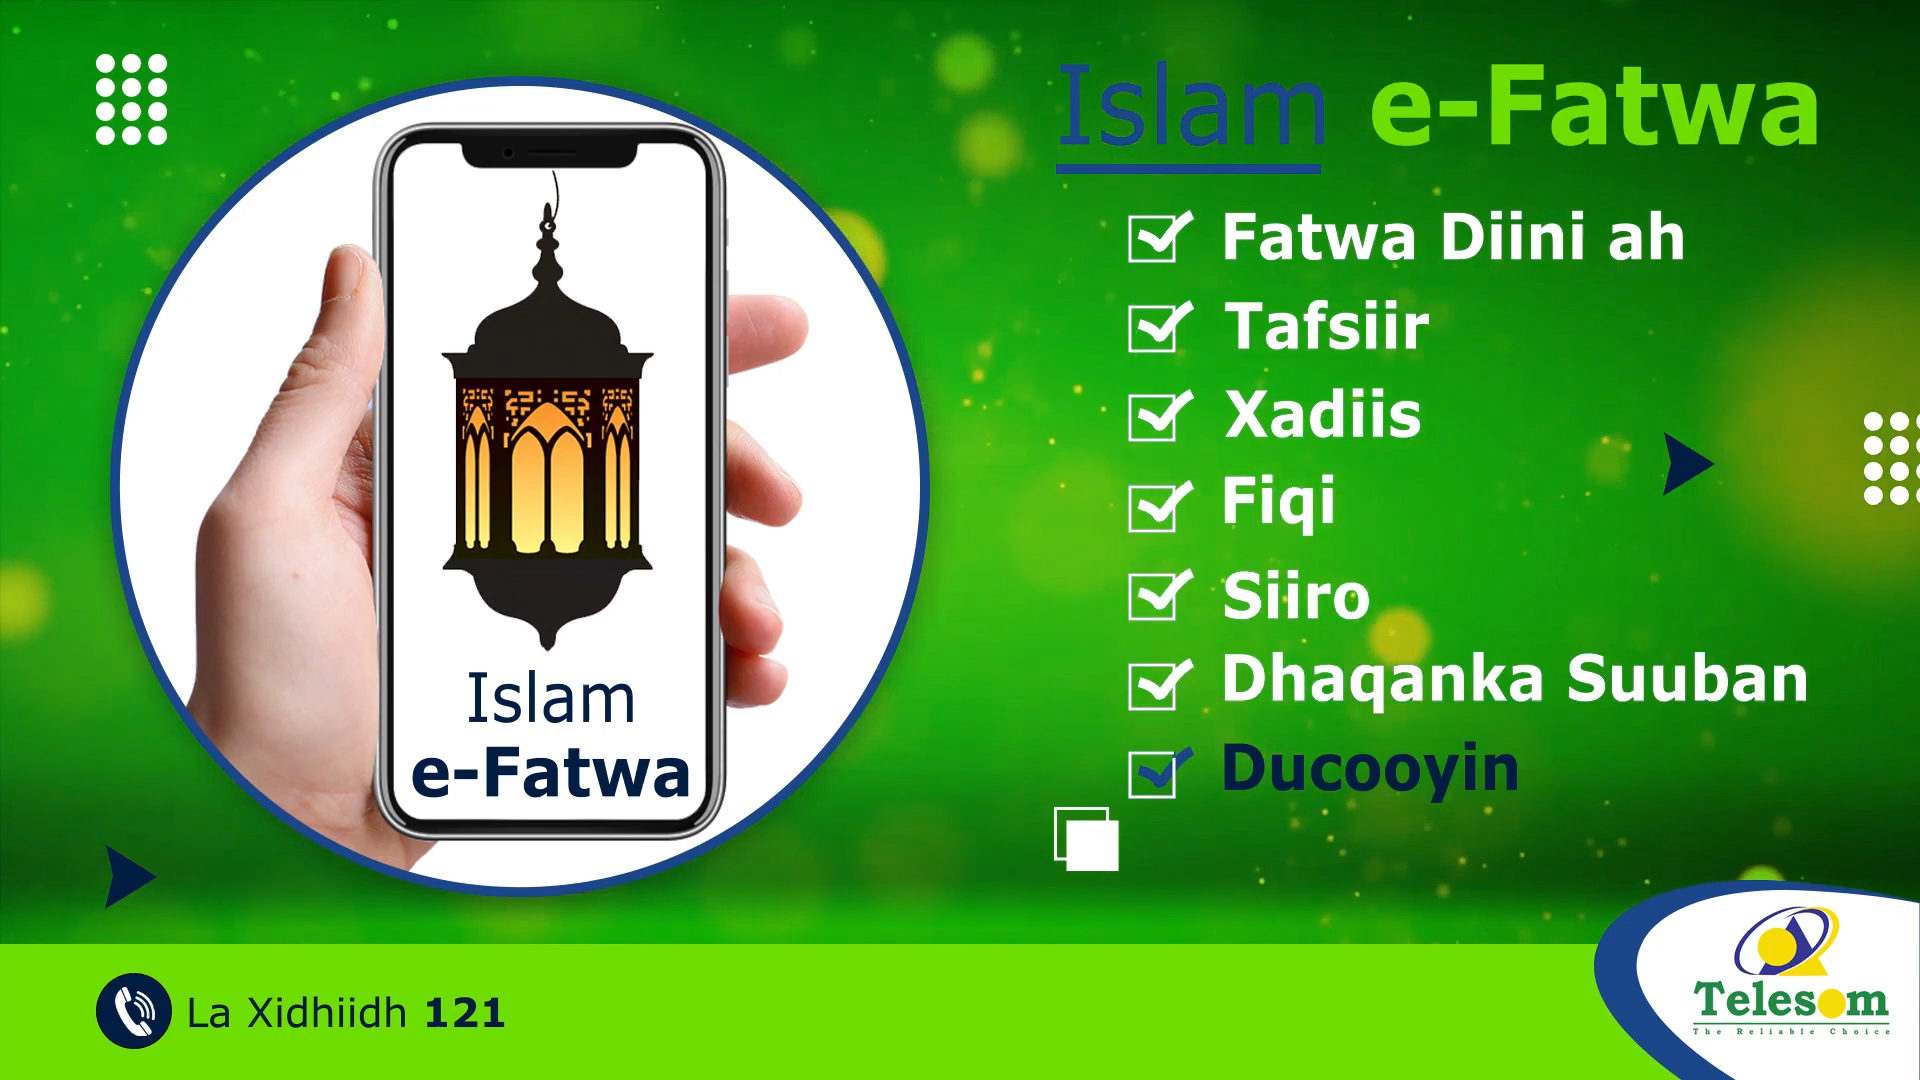 Islam e-Fatwa
Fatwa Diini ah
Tafsiir
Xadiis
Fiqi
Siiro
Dhaqanka Suuban
Ducooyin
Islam
e-Fatwa
La Xidhiidh 121
Telesom
The Reliable Choice